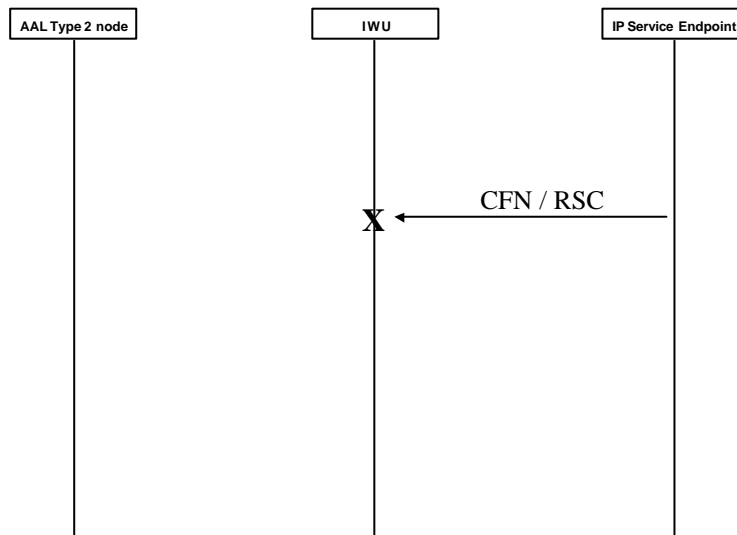 AAL Type 2 node
IWU
IP Service Endpoint
CFN / RSC
X